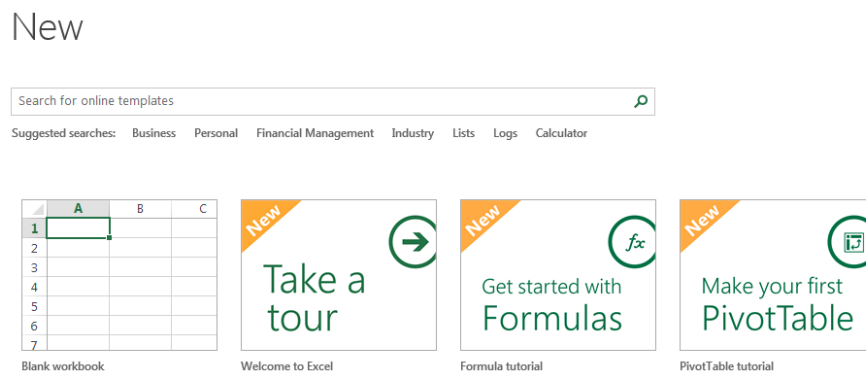 New
Search for online templates
Suggested searches: Business Personal Financial Management Industry Lists Logs Calculator
A B C
1
2
3
4
5
6
7
Blank workbook
New
Take a
tour
Welcome to Excel
New
fx
Get started with
Formulas
Formula tutorial
New
Make your first
PivotTable
PivotTable tutorial